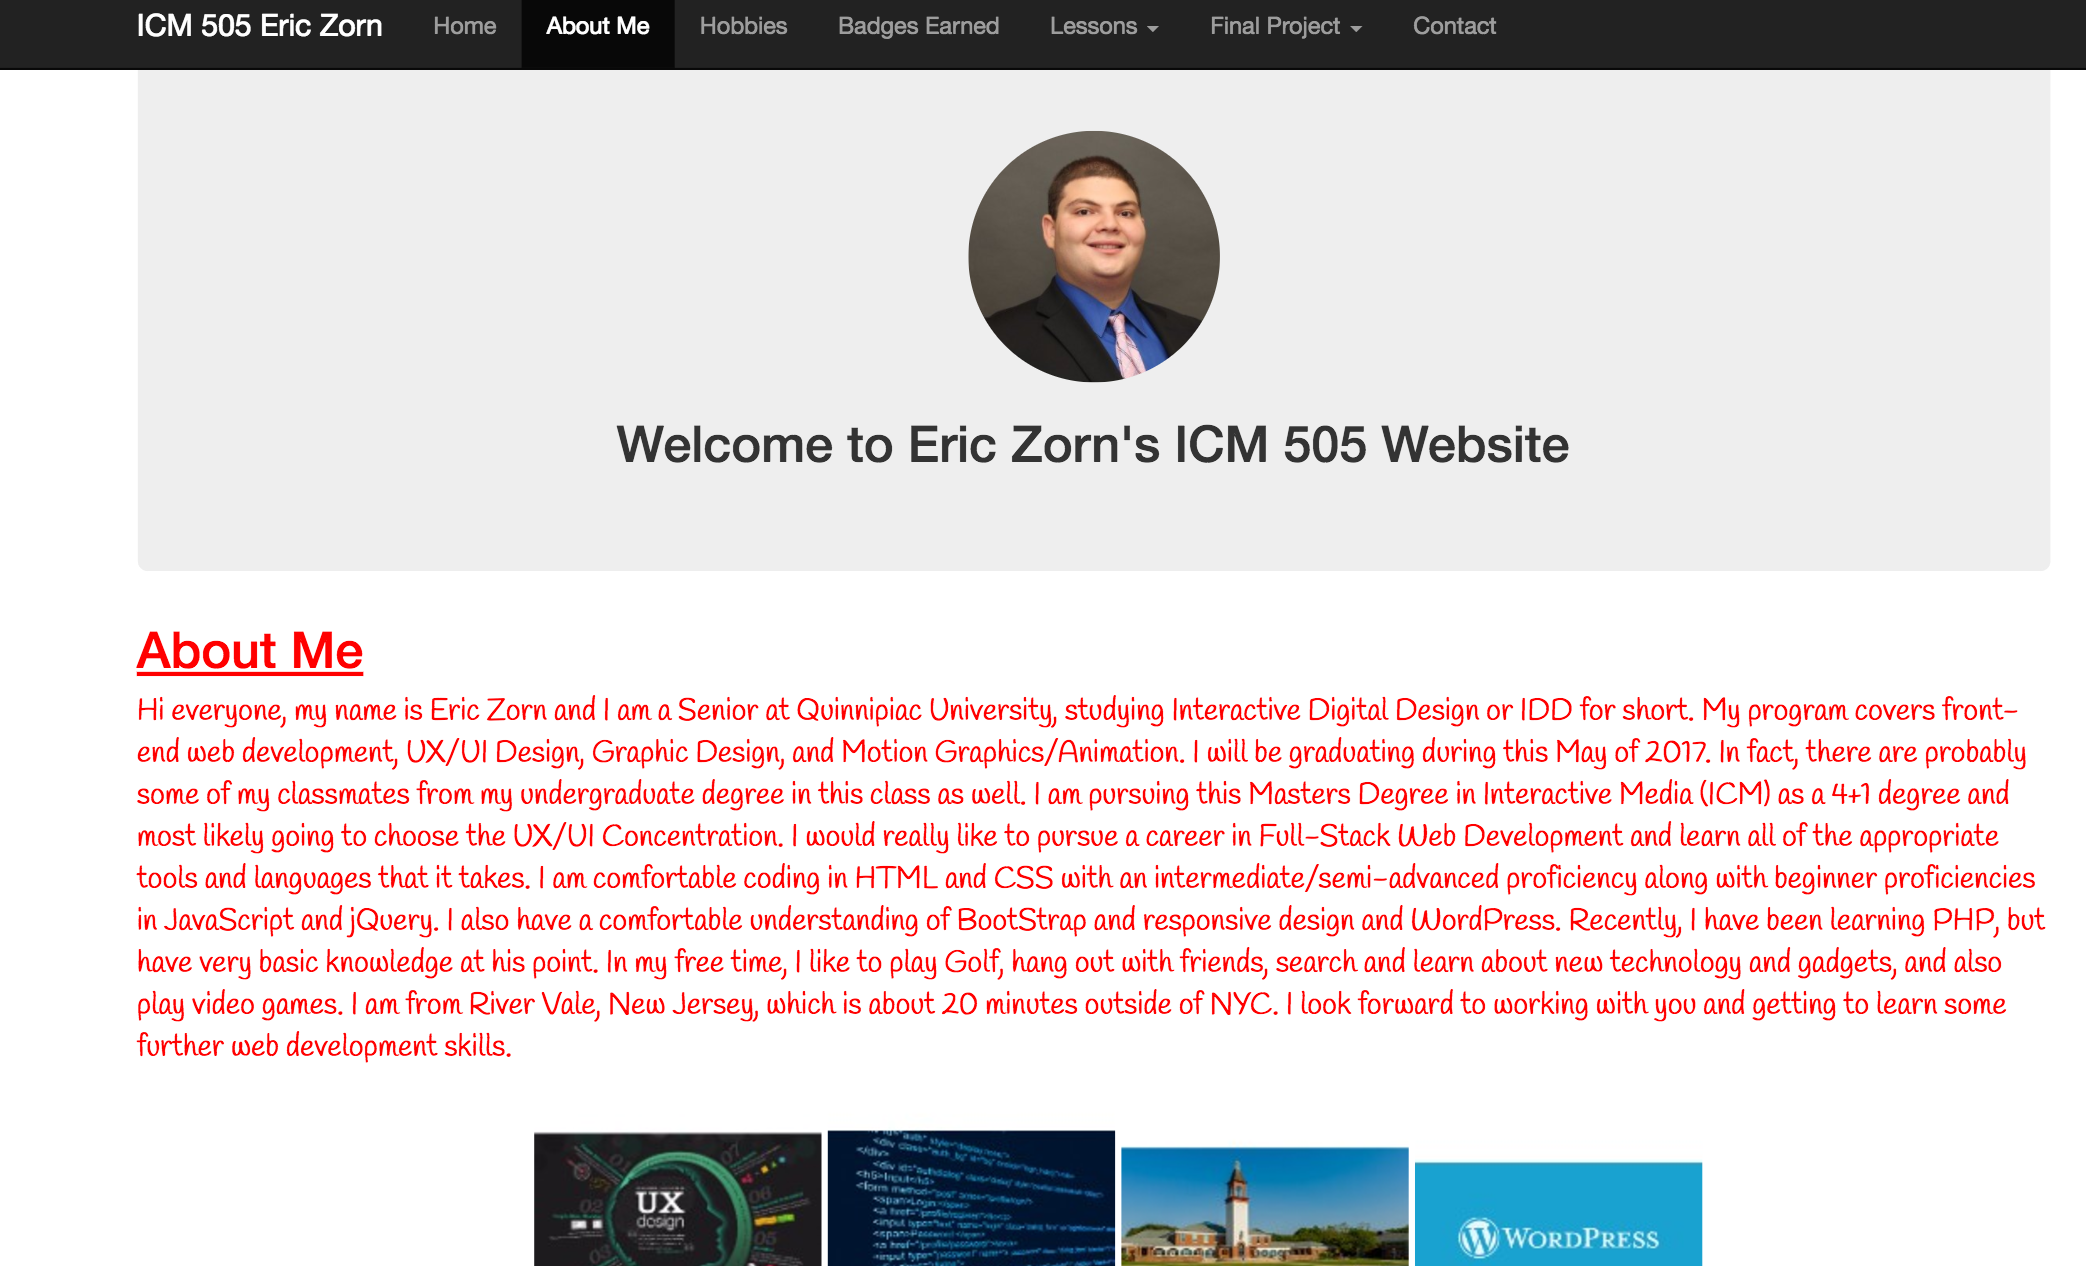 ICM 505 Eric Zorn Home About Me Hobbies Badges Earned Lessons Final Project Contact
Welcome to Eric Zorn's ICM 505 Website
About Me
Hi everyone, my name is Eric Zorn and I am a Senior at Quinnipiac University, studying Interactive Digital Design or IDD for short. My program covers front-
end web development, UX/UI Design, Graphic Design, and Motion Graphics/Animation. I will be graduating during this May of 2017. In fact, there are probably
some of my classmates from my undergraduate degree in this class as well. I am pursuing this Masters Degree in Interactive Media (ICM) as a 4+1 degree and
most likely going to choose the UX/UI Concentration. I would really like to pursue a career in Full-Stack Web Development and learn all of the appropriate
tools and languages that it takes. I am comfortable coding in HTML and CSS with an intermediate/semi-advanced proficiency along with beginner proficiencies
in JavaScript and jQuery. I also have a comfortable understanding of BootStrap and responsive design and WordPress. Recently, I have been learning PHP, but
have very basic knowledge at his point. In my free time, I like to play Golf, hang out with friends, search and learn about new technology and gadgets, and also
play video games. I am from River Vale, New Jersey, which is about 20 minutes outside of NYC. I look forward to working with you and getting to learn some
further web development skills.
01
07
02
UX
design
06
05
03
</div>
WORDPRESS